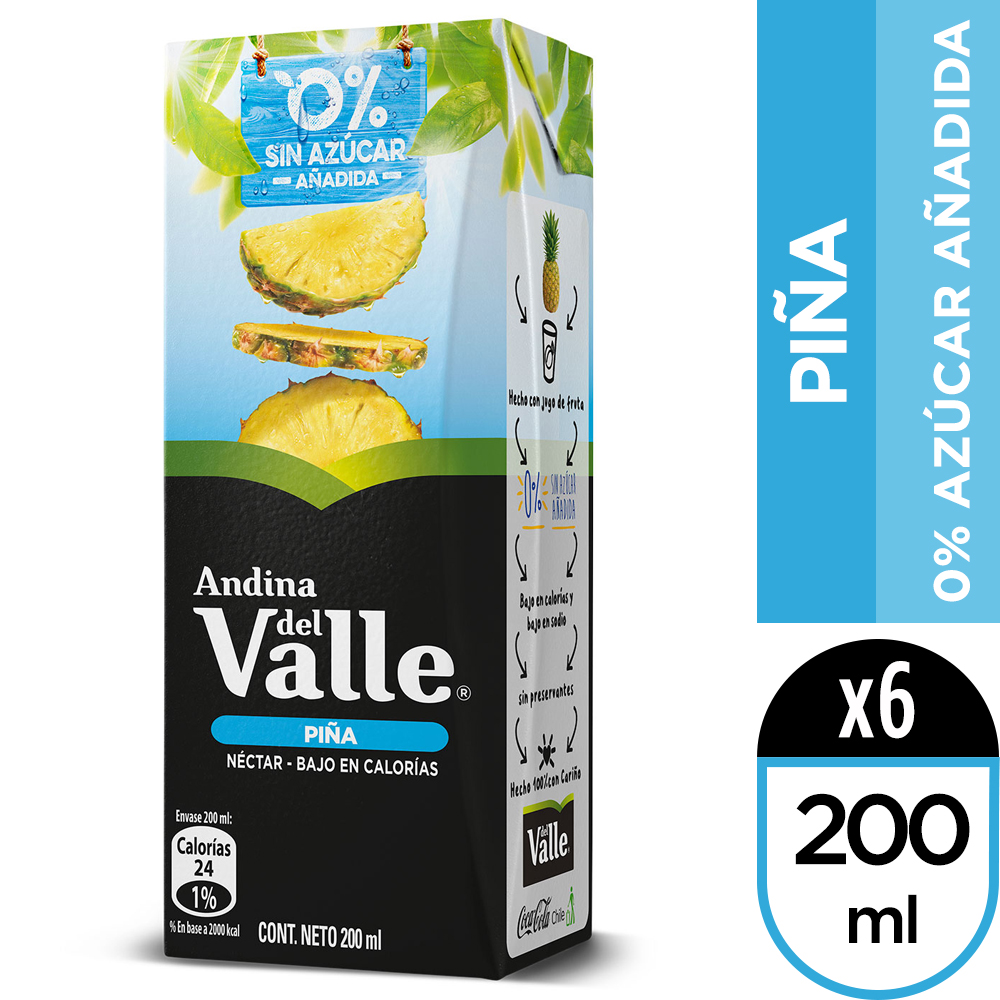 0%
SIN AZÚCAR
AÑADIDA
Hecho con jugo de fruta
0% SIN AZÚCAR
AÑADIDA
Bajo en calorías y
bajo en sodio
sin preservantes
Hecho 100% con Cariño
del
Valle®
Coca-Cola Chile
Andina
del
Valle®
PIÑA
NÉCTAR - BAJO EN CALORÍAS
Envase 200 ml:
Calorías
24
1%
% En base a 2000 kcal
CONT. NETO 200 ml
PIÑA
0% AZÚCAR AÑADIDA
x6
200
ml